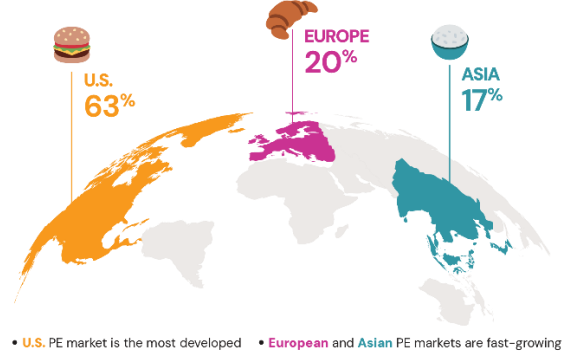 EUROPE
20%
U.S.
63%
ASIA
17%
• U.S. PE market is the most developed
• European and Asian PE markets are fast-growing